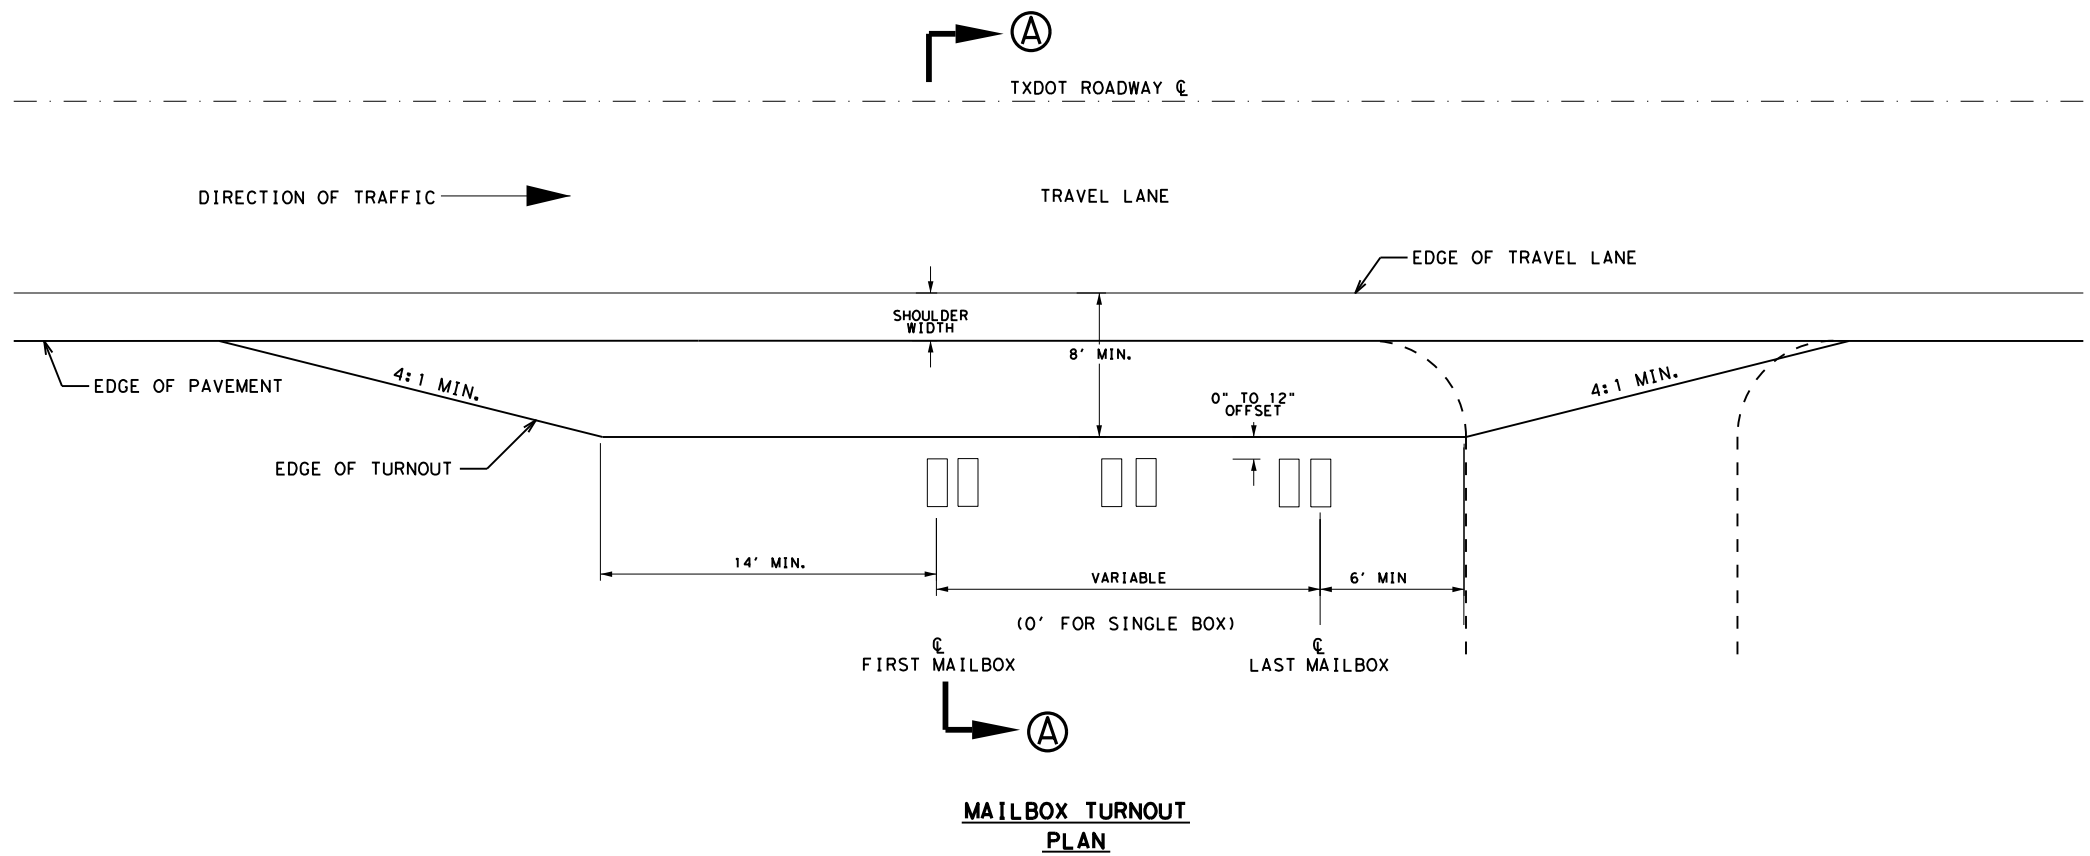 A
TXDOT ROADWAY ℄
DIRECTION OF TRAFFIC
TRAVEL LANE
EDGE OF TRAVEL LANE
SHOULDER
WIDTH
8' MIN.
EDGE OF PAVEMENT
4:1 MIN.
4:1 MIN.
0" TO 12"
OFFSET
EDGE OF TURNOUT
14' MIN.
VARIABLE
6' MIN
(0' FOR SINGLE BOX)
℄
FIRST MAILBOX
℄
LAST MAILBOX
A
MAILBOX TURNOUT
PLAN